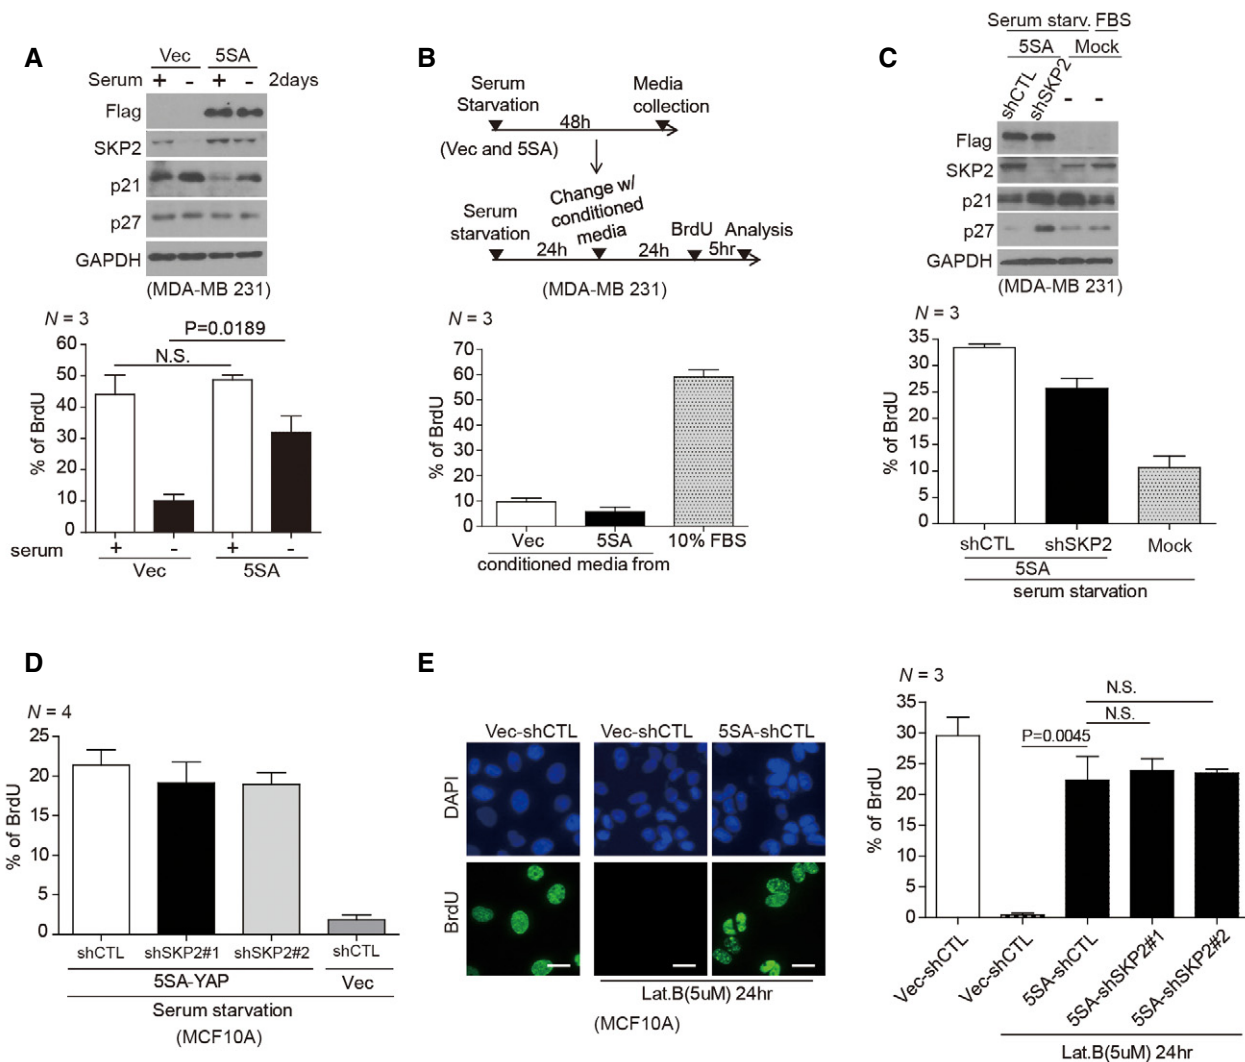 A
Vec 5SA
Serum + - + - 2days
Flag
SKP2
p21
p27
GAPDH
(MDA-MB 231)
N = 3
P=0.0189
N.S.
% of BrdU
60
50
40
30
20
10
0
serum + - + -
Vec 5SA
B
Serum Starvation
Media collection
48h
(Vec and 5SA)
Change w/ conditioned media
Serum starvation
24h
24h
BrdU
5hr
Analysis
(MDA-MB 231)
N = 3
% of BrdU
70
60
50
40
30
20
10
0
Vec 5SA 10% FBS
conditioned media from
C
Serum starv. FBS
5SA Mock
shCTL shSKP2 - -
Flag
SKP2
p21
p27
GAPDH
(MDA-MB 231)
N = 3
% of BrdU
35
30
25
20
15
10
5
0
shCTL shSKP2 Mock
5SA
serum starvation
D
N = 4
% of BrdU
25
20
15
10
5
0
shCTL shSKP2#1 shSKP2#2 shCTL
5SA-YAP Vec
Serum starvation
(MCF10A)
E
Vec-shCTL Vec-shCTL 5SA-shCTL
DAPI
BrdU
Lat.B(5uM) 24hr
(MCF10A)
N = 3
N.S.
N.S.
P=0.0045
% of BrdU
35
30
25
20
15
10
5
0
Vec-shCTL
Vec-shCTL
5SA-shCTL
5SA-shSKP2#1
5SA-shSKP2#2
Lat.B(5uM) 24hr